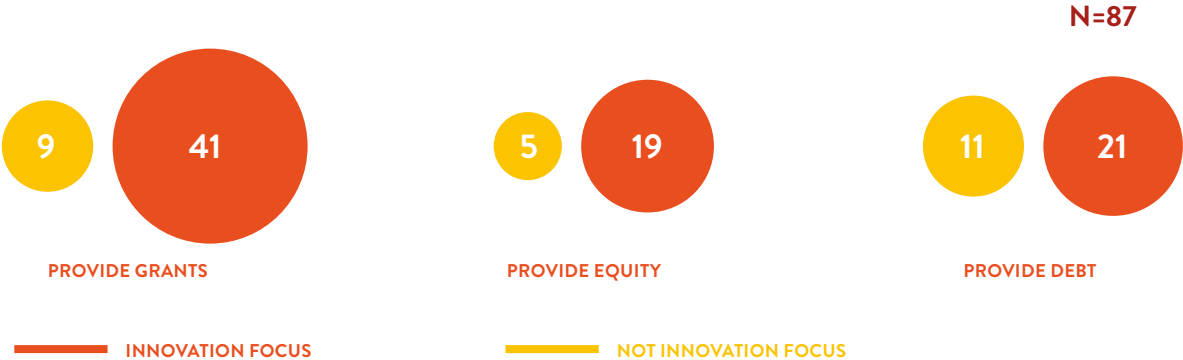 N=87
9
41
5
19
11
21
PROVIDE GRANTS
PROVIDE EQUITY
PROVIDE DEBT
INNOVATION FOCUS
NOT INNOVATION FOCUS